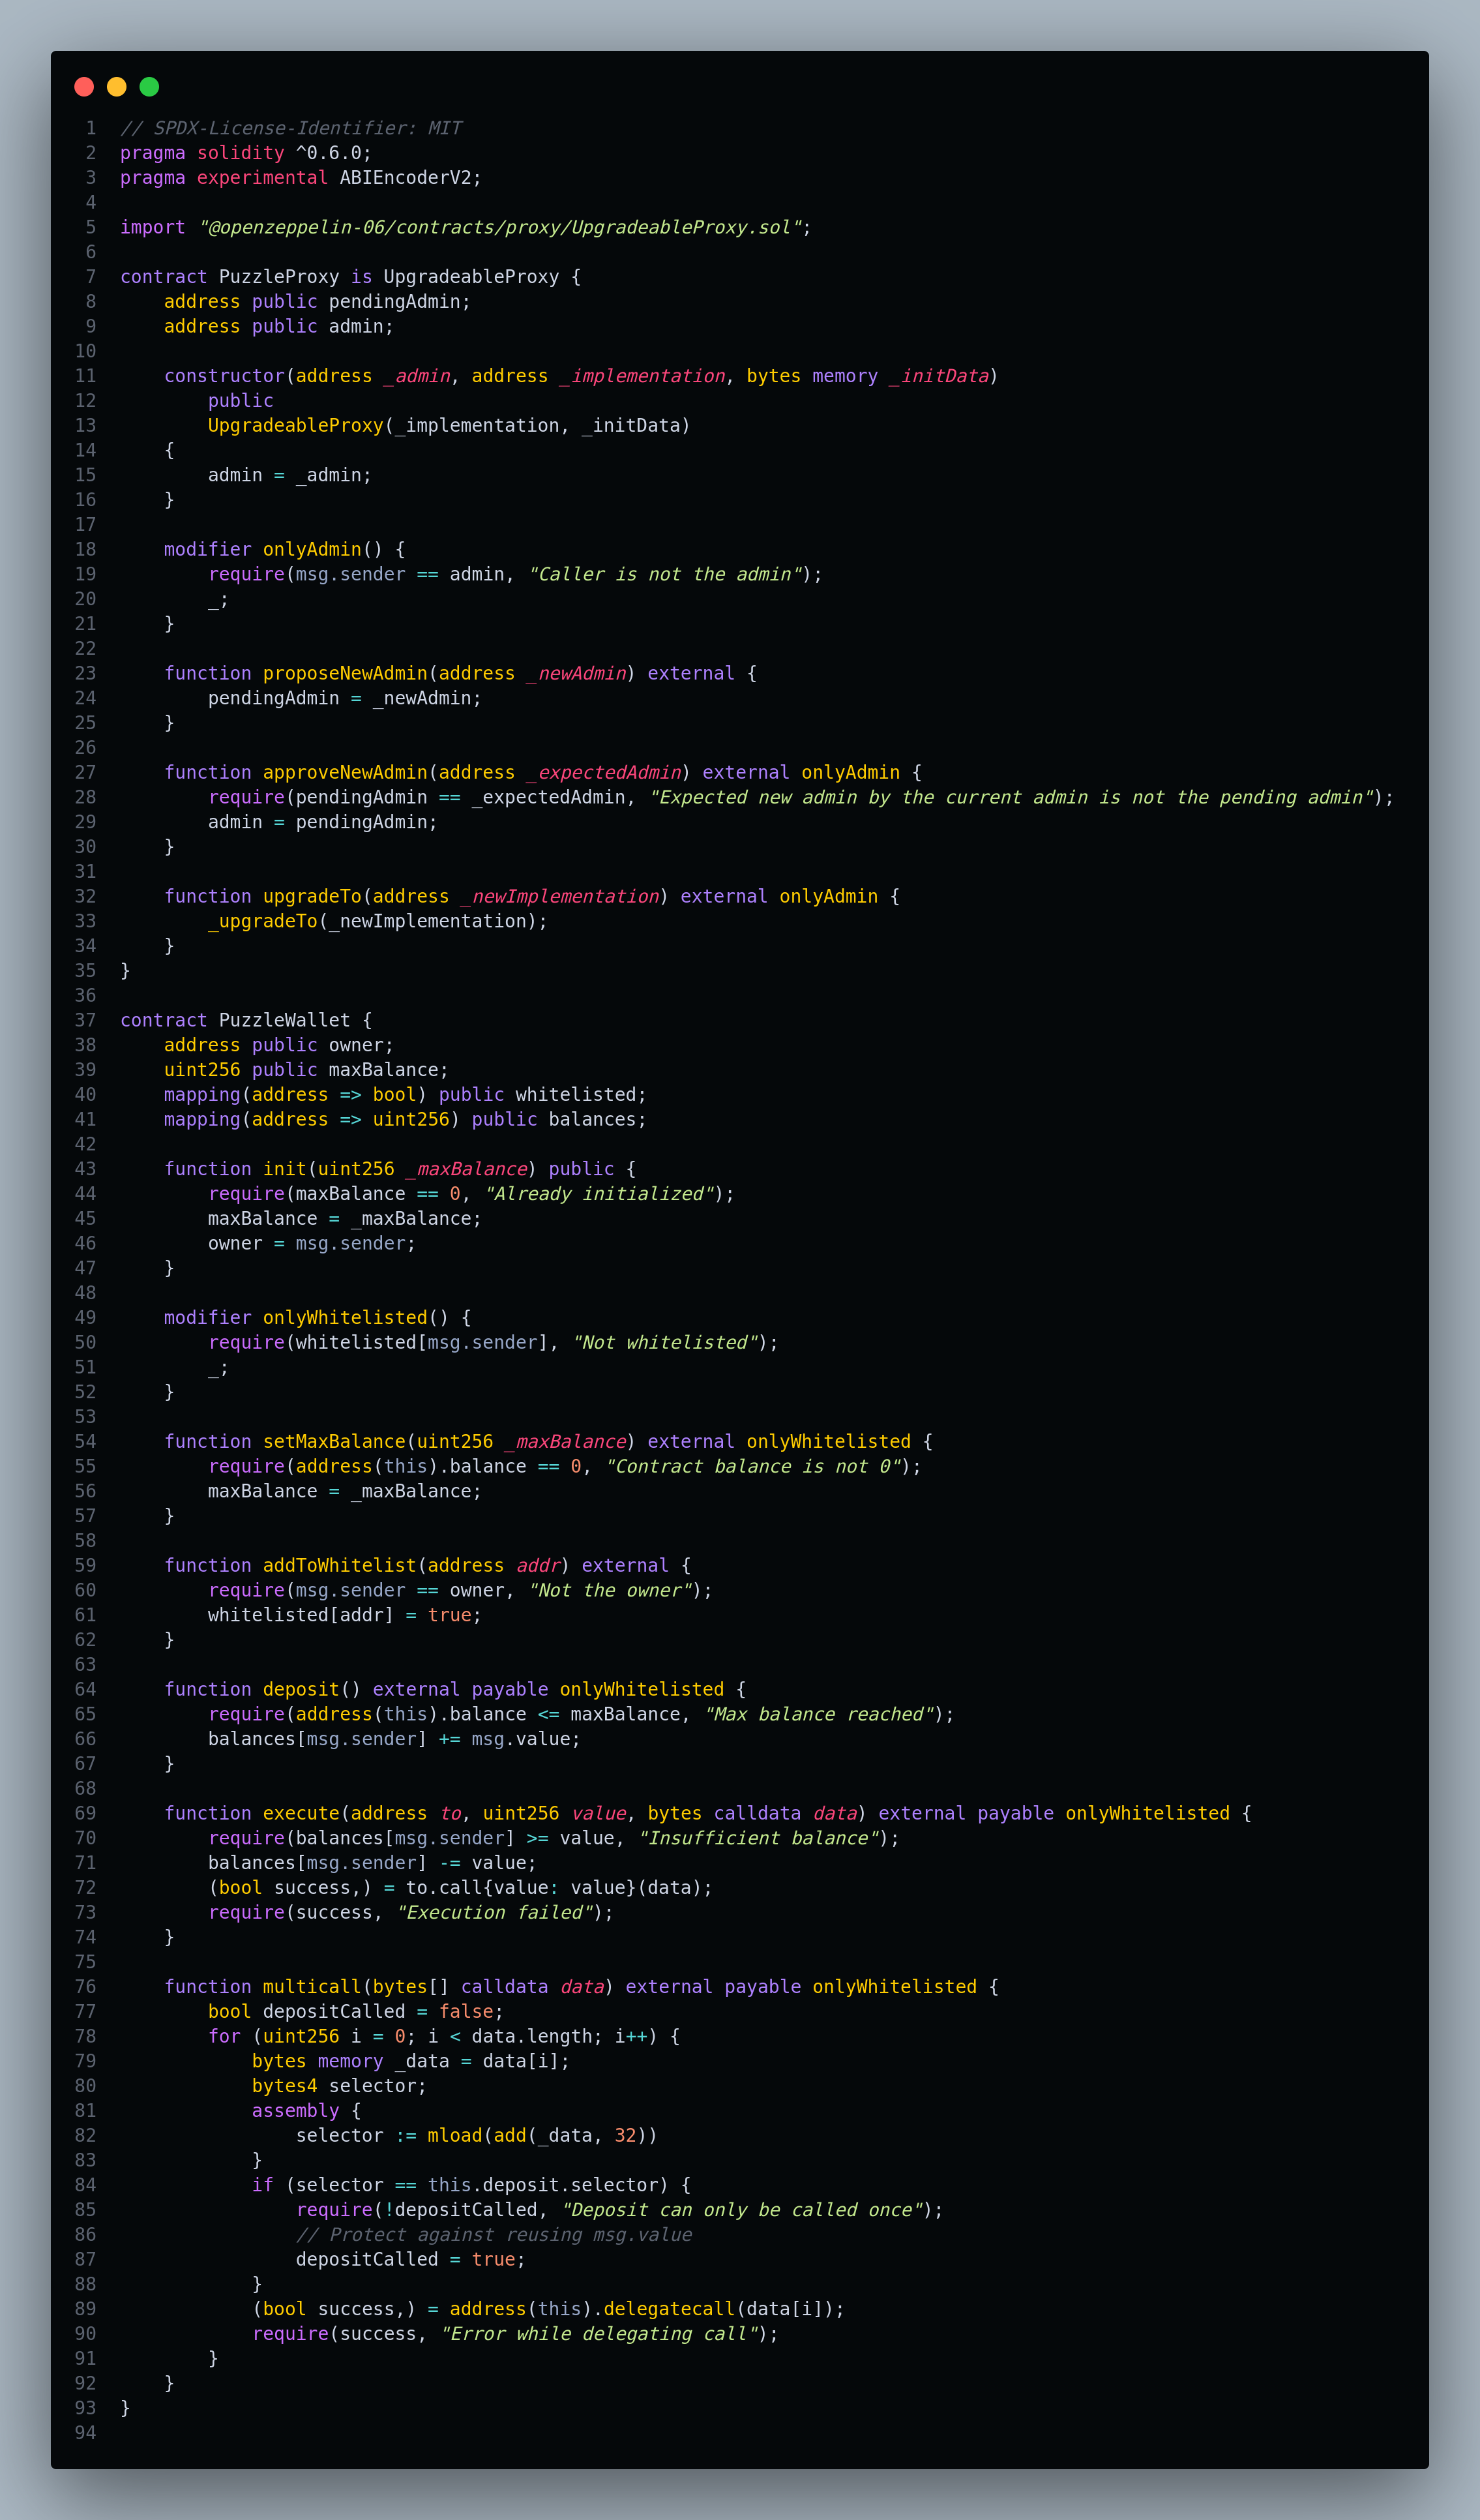 1 // SPDX-License-Identifier: MIT
2 pragma solidity ^0.6.0;
3 pragma experimental ABIEncoderV2;
4
5 import "@openzeppelin-06/contracts/proxy/UpgradeableProxy.sol";
6
7 contract PuzzleProxy is UpgradeableProxy {
8     address public pendingAdmin;
9     address public admin;
10
11     constructor(address _admin, address _implementation, bytes memory _initData)
12         public
13         UpgradeableProxy(_implementation, _initData)
14     {
15         admin = _admin;
16     }
17
18     modifier onlyAdmin() {
19         require(msg.sender == admin, "Caller is not the admin");
20         _;
21     }
22
23     function proposeNewAdmin(address _newAdmin) external {
24         pendingAdmin = _newAdmin;
25     }
26
27     function approveNewAdmin(address _expectedAdmin) external onlyAdmin {
28         require(pendingAdmin == _expectedAdmin, "Expected new admin by the current admin is not the pending admin");
29         admin = pendingAdmin;
30     }
31
32     function upgradeTo(address _newImplementation) external onlyAdmin {
33         _upgradeTo(_newImplementation);
34     }
35 }
36
37 contract PuzzleWallet {
38     address public owner;
39     uint256 public maxBalance;
40     mapping(address => bool) public whitelisted;
41     mapping(address => uint256) public balances;
42
43     function init(uint256 _maxBalance) public {
44         require(maxBalance == 0, "Already initialized");
45         maxBalance = _maxBalance;
46         owner = msg.sender;
47     }
48
49     modifier onlyWhitelisted() {
50         require(whitelisted[msg.sender], "Not whitelisted");
51         _;
52     }
53
54     function setMaxBalance(uint256 _maxBalance) external onlyWhitelisted {
55         require(address(this).balance == 0, "Contract balance is not 0");
56         maxBalance = _maxBalance;
57     }
58
59     function addToWhitelist(address addr) external {
60         require(msg.sender == owner, "Not the owner");
61         whitelisted[addr] = true;
62     }
63
64     function deposit() external payable onlyWhitelisted {
65         require(address(this).balance <= maxBalance, "Max balance reached");
66         balances[msg.sender] += msg.value;
67     }
68
69     function execute(address to, uint256 value, bytes calldata data) external payable onlyWhitelisted {
70         require(balances[msg.sender] >= value, "Insufficient balance");
71         balances[msg.sender] -= value;
72         (bool success,) = to.call{value: value}(data);
73         require(success, "Execution failed");
74     }
75
76     function multicall(bytes[] calldata data) external payable onlyWhitelisted {
77         bool depositCalled = false;
78         for (uint256 i = 0; i < data.length; i++) {
79             bytes memory _data = data[i];
80             bytes4 selector;
81             assembly {
82                 selector := mload(add(_data, 32))
83             }
84             if (selector == this.deposit.selector) {
85                 require(!depositCalled, "Deposit can only be called once");
86                 // Protect against reusing msg.value
87                 depositCalled = true;
88             }
89             (bool success,) = address(this).delegatecall(data[i]);
90             require(success, "Error while delegating call");
91         }
92     }
93 }
94